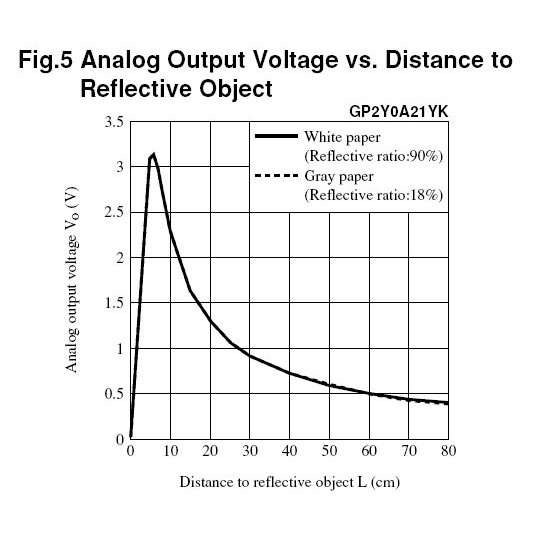 Fig.5 Analog Output Voltage vs. Distance to
Reflective Object
GP2Y0A21YK
White paper
(Reflective ratio:90%)
Gray paper
(Reflective ratio:18%)
Analog output voltage Vo (V)
3.5
3
2.5
2
1.5
1
0.5
0
0 10 20 30 40 50 60 70 80
Distance to reflective object L (cm)